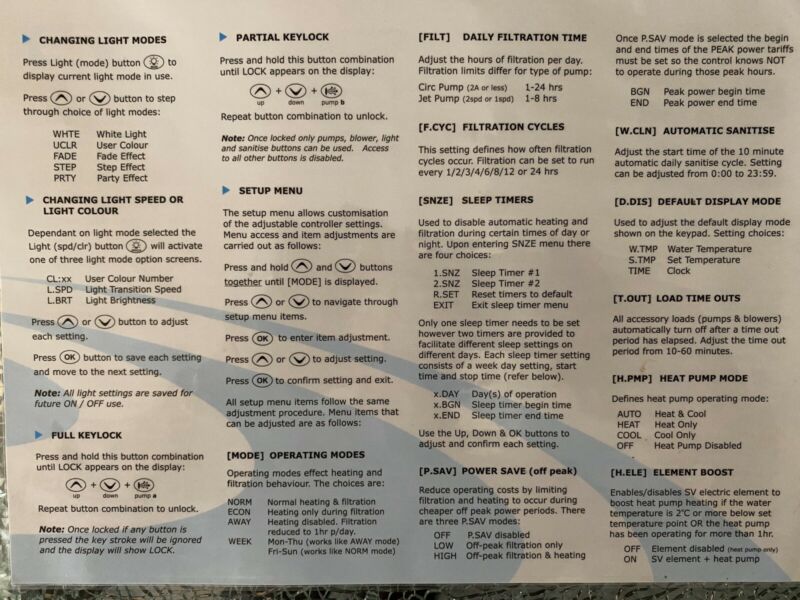 CHANGING LIGHT MODES
Press Light (mode) button to
display current light mode in use.
Press or button to step
through choice of light modes:
WHTE White Light
UCLR User Colour
FADE Fade Effect
STEP Step Effect
PRTY Party Effect
CHANGING LIGHT SPEED OR
LIGHT COLOUR
Dependant on light mode selected the
Light (spd/clr) button will activate
one of three light mode option screens.
CL:xx User Colour Number
L.SPD Light Transition Speed
L.BRT Light Brightness
Press or button to adjust
each setting.
Press OK button to save each setting
and move to the next setting.
Note: All light settings are saved for
future ON / OFF use.
FULL KEYLOCK
Press and hold this button combination
until LOCK appears on the display:
+ +
up down pump a
Repeat button combination to unlock.
Note: Once locked if any button is
pressed the key stroke will be ignored
and the display will show LOCK.
PARTIAL KEYLOCK
Press and hold this button combination
until LOCK appears on the display:
+ +
up down pump b
Repeat button combination to unlock.
Note: Once locked only pumps, blower, light
and sanitise buttons can be used. Access
to all other buttons is disabled.
SETUP MENU
The setup menu allows customisation
of the adjustable controller settings.
Menu access and item adjustments are
carried out as follows:
Press and hold and buttons
together until [MODE] is displayed.
Press or to navigate through
setup menu items.
Press OK to enter item adjustment.
Press or to adjust setting.
Press OK to confirm setting and exit.
All setup menu items follow the same
adjustment procedure. Menu items that
can be adjusted are as follows:
[MODE] OPERATING MODES
Operating modes effect heating and
filtration behaviour. The choices are:
NORM Normal heating & filtration
ECON Heating only during filtration
AWAY Heating disabled. Filtration
reduced to 1hr p/day.
WEEK Mon-Thu (works like AWAY mode)
Fri-Sun (works like NORM mode)
[FILT] DAILY FILTRATION TIME
Adjust the hours of filtration per day.
Filtration limits differ for type of pump:
Circ Pump (2A or less) 1-24 hrs
Jet Pump (2spd or 1spd) 1-8 hrs
[F.CYC] FILTRATION CYCLES
This setting defines how often filtration
cycles occur. Filtration can be set to run
every 1/2/3/4/6/8/12 or 24 hrs
[SNZE] SLEEP TIMERS
Used to disable automatic heating and
filtration during certain times of day or
night. Upon entering SNZE menu there
are four choices:
1.SNZ Sleep Timer #1
2.SNZ Sleep Timer #2
R.SET Reset timers to default
EXIT Exit sleep timer menu
Only one sleep timer needs to be set
however two timers are provided to
facilitate different sleep settings on
different days. Each sleep timer setting
consists of a week day setting, start
time and stop time (refer below).
x.DAY Day(s) of operation
x.BGN Sleep timer begin time
x.END Sleep timer end time
Use the Up, Down & OK buttons to
adjust and confirm each setting.
[P.SAV] POWER SAVE (off peak)
Reduce operating costs by limiting
filtration and heating to occur during
cheaper off peak power periods. There
are three P.SAV modes:
OFF P.SAV disabled
LOW Off-peak filtration only
HIGH Off-peak filtration & heating
Once P.SAV mode is selected the begin
and end times of the PEAK power tariffs
must be set so the control knows NOT
to operate during those peak hours.
BGN Peak power begin time
END Peak power end time
[W.CLN] AUTOMATIC SANITISE
Adjust the start time of the 10 minute
automatic daily sanitise cycle. Setting
can be adjusted from 0:00 to 23:59.
[D.DIS] DEFAULT DISPLAY MODE
Used to adjust the default display mode
shown on the keypad. Setting choices:
W.TMP Water Temperature
S.TMP Set Temperature
TIME Clock
[T.OUT] LOAD TIME OUTS
All accessory loads (pumps & blowers)
automatically turn off after a time out
period has elapsed. Adjust the time out
period from 10-60 minutes.
[H.PMP] HEAT PUMP MODE
Defines heat pump operating mode:
AUTO Heat & Cool
HEAT Heat Only
COOL Cool Only
OFF Heat Pump Disabled
[H.ELE] ELEMENT BOOST
Enables/disables SV electric element to
boost heat pump heating if the water
temperature is 2°C or more below set
temperature point OR the heat pump
has been operating for more than 1hr.
OFF Element disabled (heat pump only)
ON SV element + heat pump